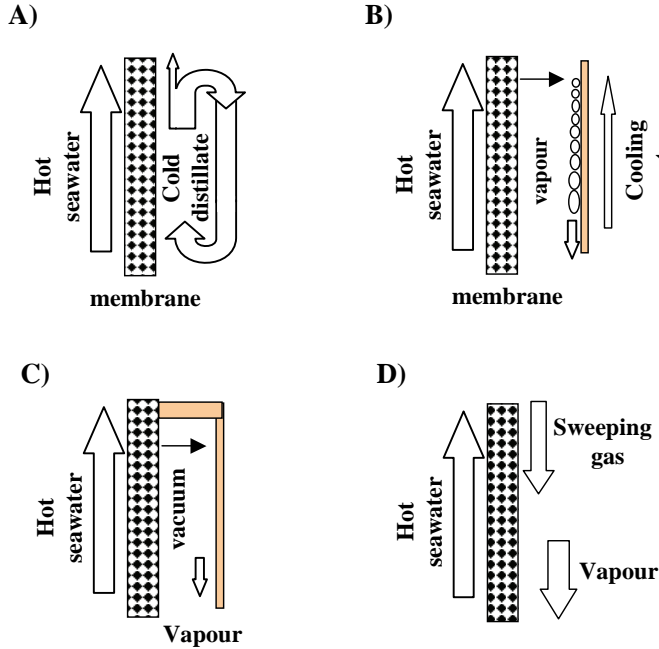 A)
Hot
seawater
Cold
distillate
membrane
B)
Hot
seawater
vapour
Cooling
membrane
C)
Hot
seawater
vacuum
Vapour
D)
Hot
seawater
Sweeping
gas
Vapour